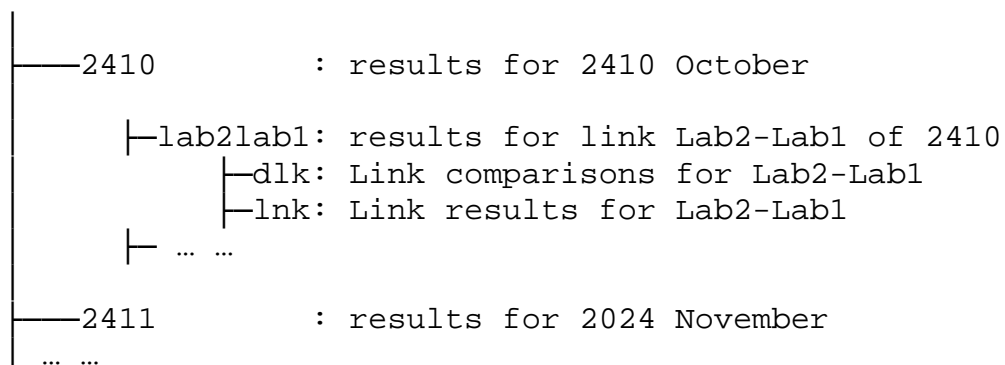 2410 : results for 2410 October
lab2lab1: results for link Lab2-Lab1 of 2410
dlk: Link comparisons for Lab2-Lab1
lnk: Link results for Lab2-Lab1
… …
2411 : results for 2024 November
… …